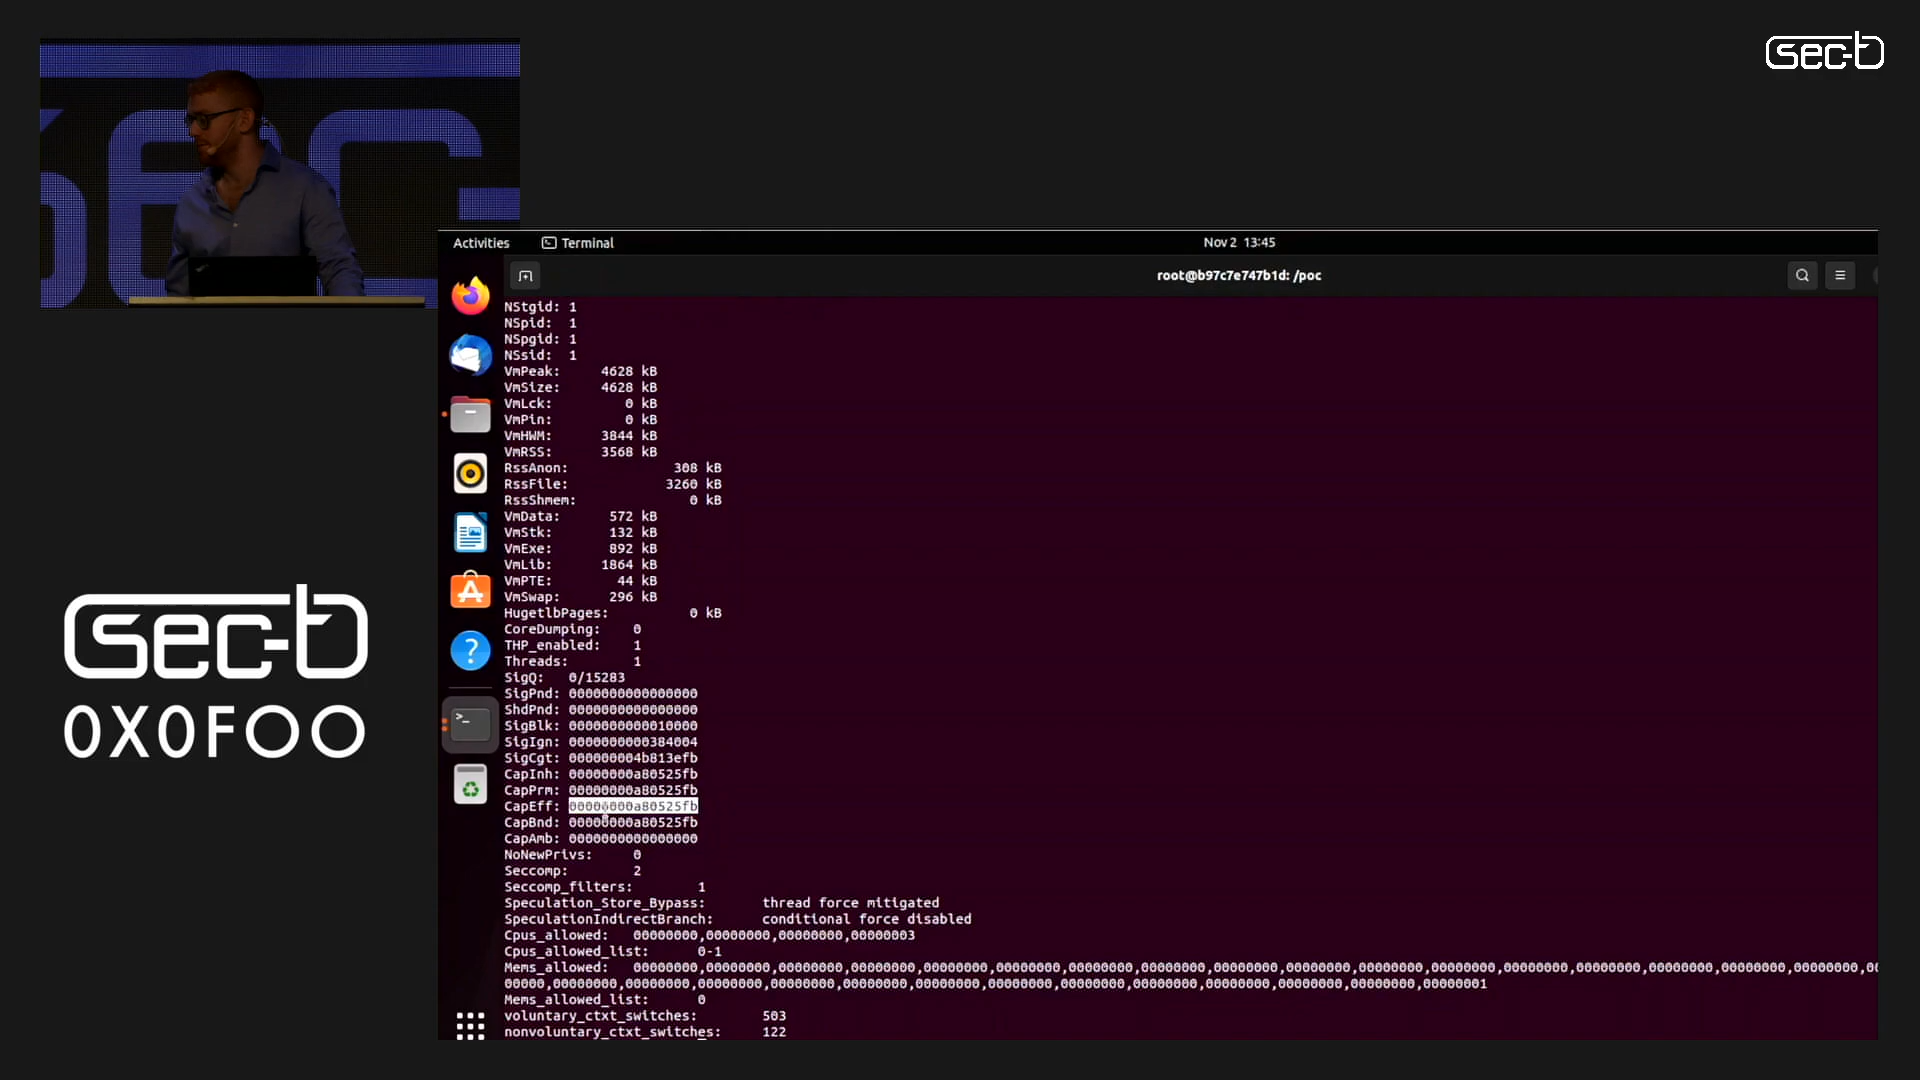 sec-t
Activities
Terminal
Nov 2 13:45
root@b97c7e747b1d: /poc
NStgid: 1
NSpid: 1
NSpgid: 1
NSsid: 1
VmPeak: 4628 kB
VmSize: 4628 kB
VmLck: 0 kB
VmPin: 0 kB
VmHWM: 3844 kB
VmRSS: 3568 kB
RssAnon: 308 kB
RssFile: 3260 kB
RssShmem: 0 kB
VmData: 572 kB
VmStk: 132 kB
VmExe: 892 kB
VmLib: 1864 kB
VmPTE: 44 kB
VmSwap: 296 kB
HugetlbPages: 0 kB
CoreDumping: 0
THP_enabled: 1
Threads: 1
SigQ: 0/15283
SigPnd: 0000000000000000
ShdPnd: 0000000000000000
SigBlk: 0000000000010000
SigIgn: 0000000000384004
SigCgt: 000000004b813efb
CapInh: 00000000a80525fb
CapPrm: 00000000a80525fb
CapEff: 00000000a80525fb
CapBnd: 00000000a80525fb
CapAmb: 0000000000000000
NoNewPrivs: 0
Seccomp: 2
Seccomp_filters: 1
Speculation_Store_Bypass: thread force mitigated
SpeculationIndirectBranch: conditional force disabled
Cpus_allowed: 00000000,00000000,00000000,00000003
Cpus_allowed_list: 0-1
Mems_allowed: 00000000,00000000,00000000,00000000,00000000,00000000,00000000,00000000,00000000,00000000,00000000,00000000,00000000,00000000,00000000,00000000,00000000,00
00000,00000000,00000000,00000000,00000000,00000000,00000000,00000000,00000000,00000000,00000000,00000000,00000001
Mems_allowed_list: 0
voluntary_ctxt_switches: 503
nonvoluntary_ctxt_switches: 122
sec-t
0X0F00